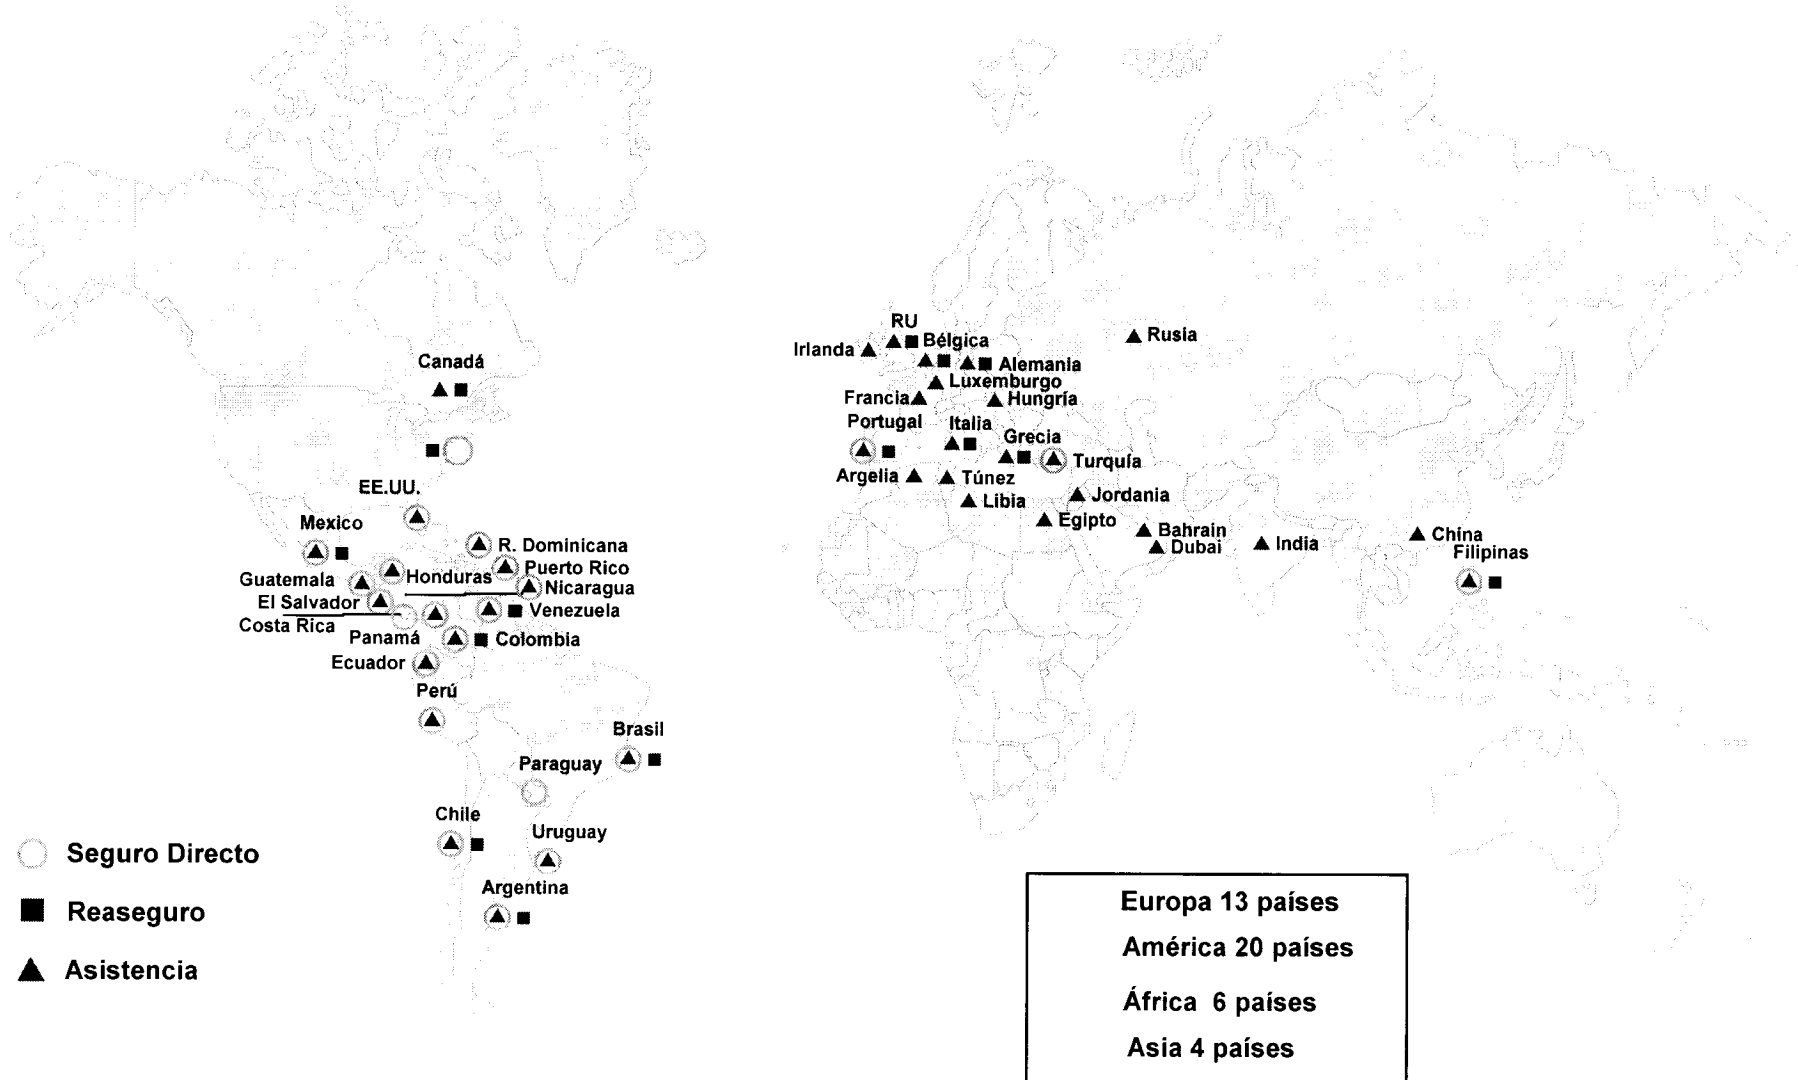 RU
Bélgica
Irlanda
Rusia
Canadá
Alemania
Luxemburgo
Francia
Hungría
Portugal
Italia
Grecia
Turquía
Argelia
Túnez
EE.UU.
Jordania
Libia
Mexico
Egipto
Bahrain
China
R. Dominicana
Dubai
India
Filipinas
Puerto Rico
Guatemala
Honduras
Nicaragua
El Salvador
Venezuela
Costa Rica
Panamá
Colombia
Ecuador
Perú
Brasil
Paraguay
Chile
Uruguay
Argentina
Seguro Directo
Reaseguro
Asistencia
Europa 13 países
América 20 países
África 6 países
Asia 4 países